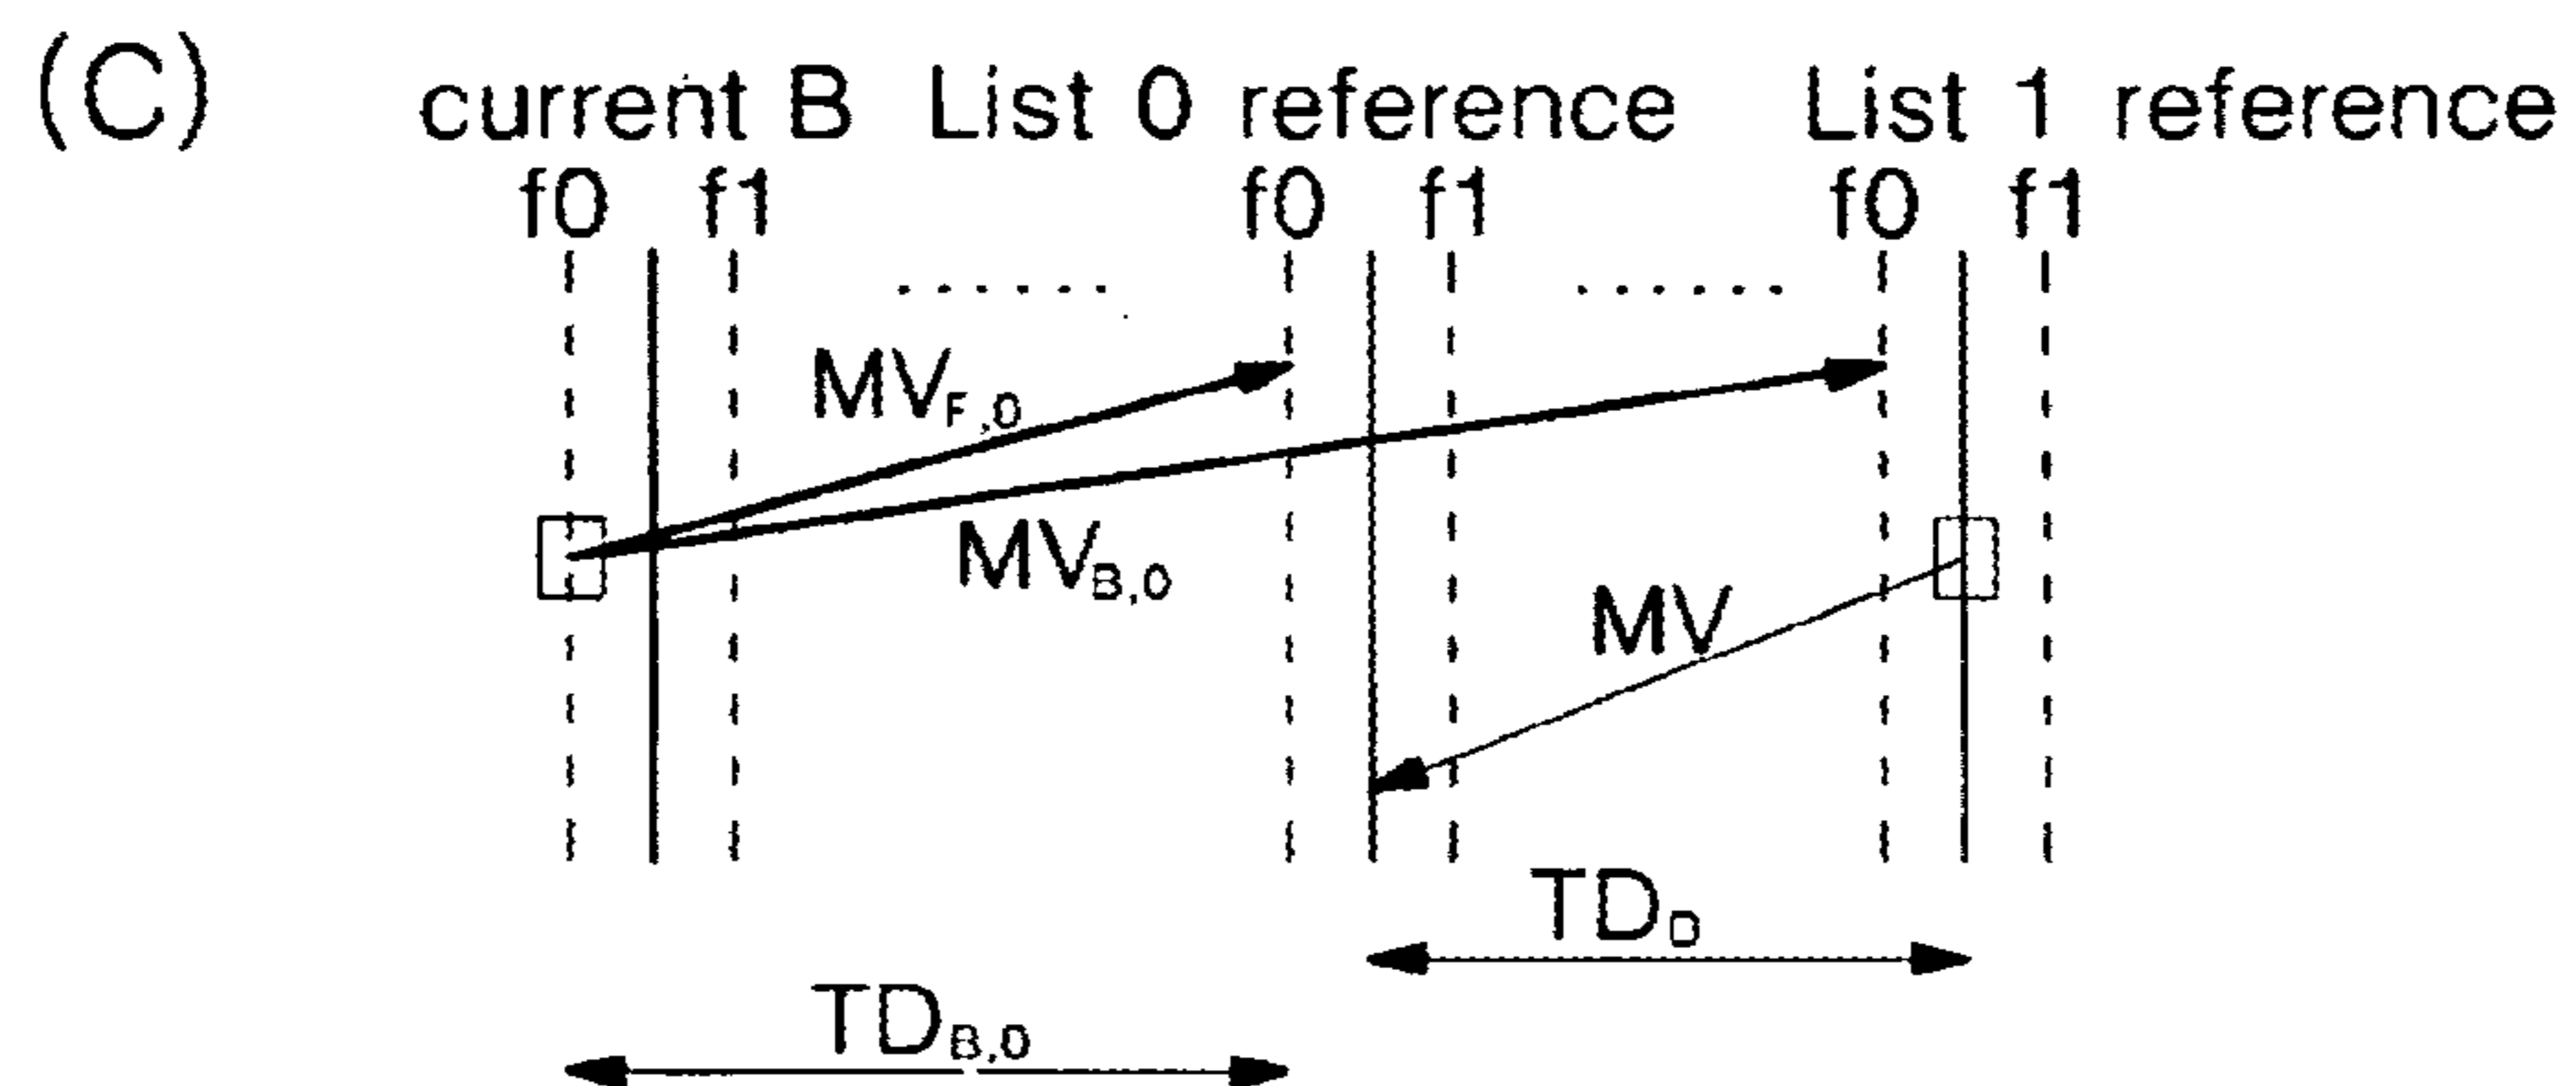 (C) current B List 0 reference List 1 reference
f0 f1 f0 f1 f0 f1
MVF,0
MVB,0
MV
TDD
TDB,0